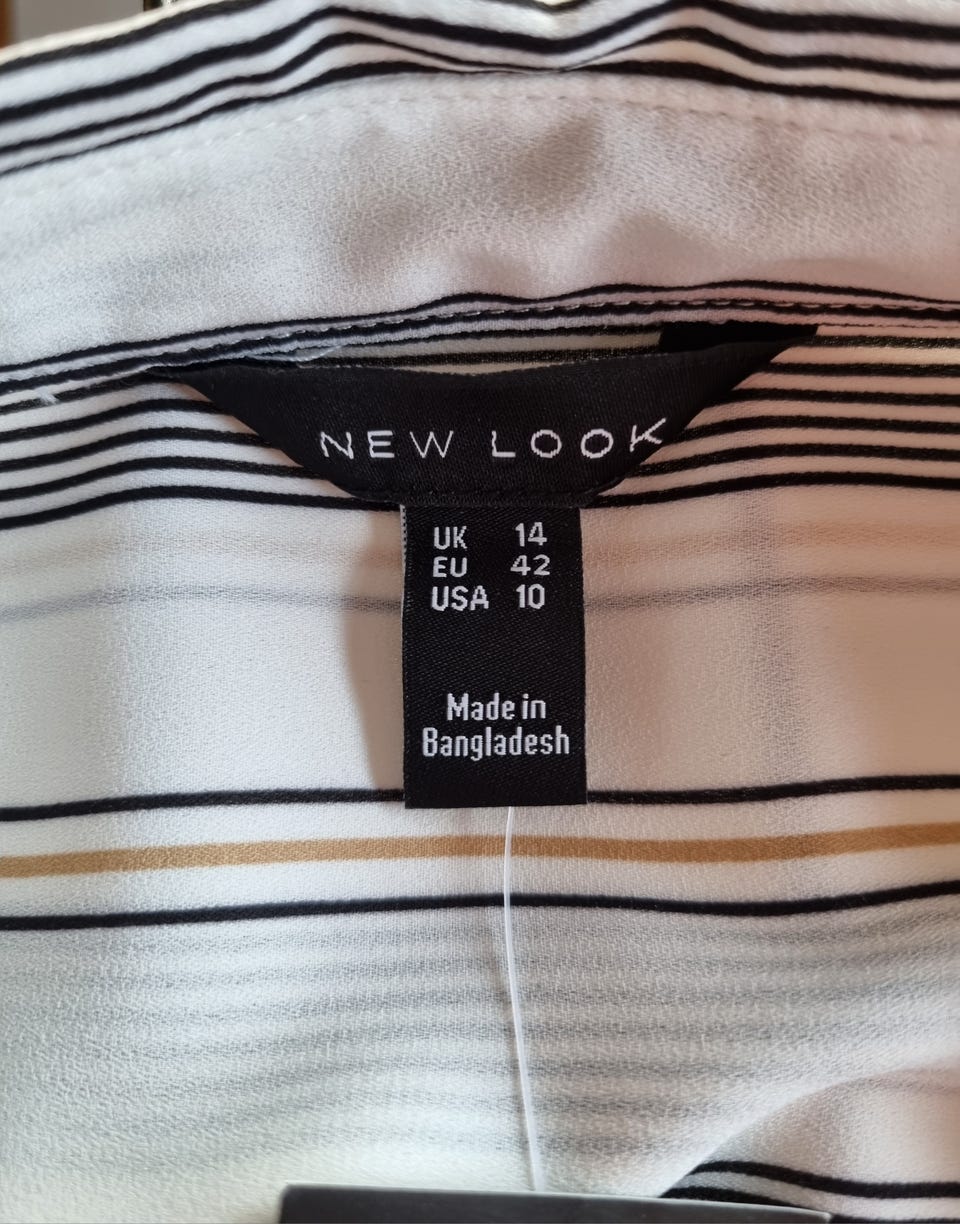 NEW LOOK
UK 14
EU 42
USA 10
Made in
Bangladesh